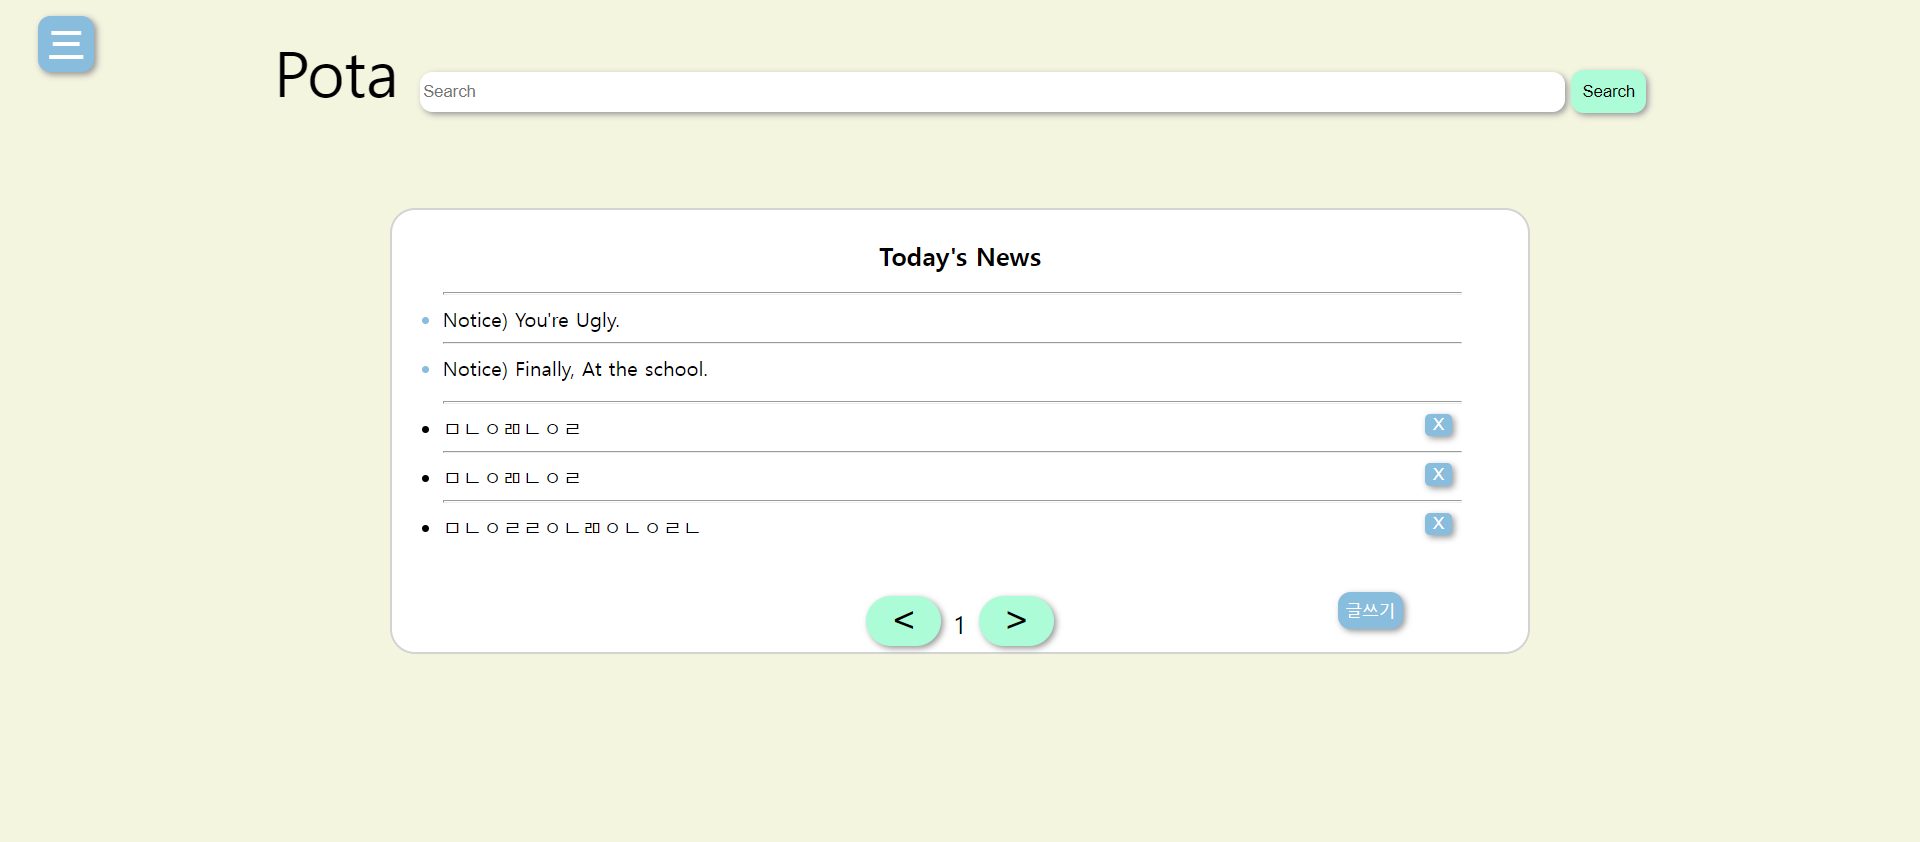 Pota
Search
Search
Today's News
Notice) You're Ugly.
Notice) Finally, At the school.
ㅁㄴㅇㄻㄴㅇㄹ
X
ㅁㄴㅇㄻㄴㅇㄹ
X
ㅁㄴㅇㄹㄹㅇㄴㄻㅇㄴㅇㄹㄴ
X
< 1 >
글쓰기